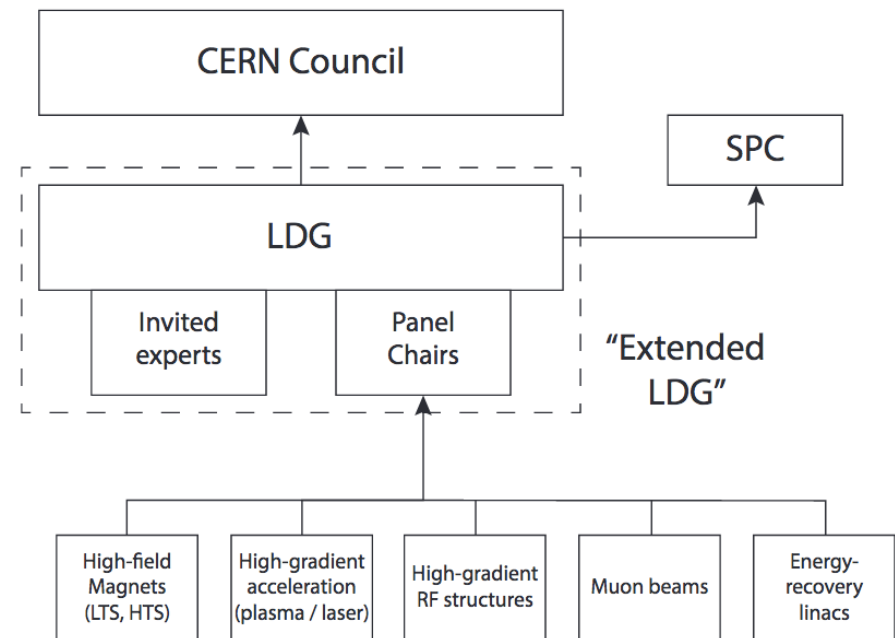 CERN Council
SPC
LDG
Invited
experts
Panel
Chairs
“Extended
LDG”
High-field
Magnets
(LTS, HTS)
High-gradient
acceleration
(plasma / laser)
High-gradient
RF structures
Muon beams
Energy-
recovery
linacs